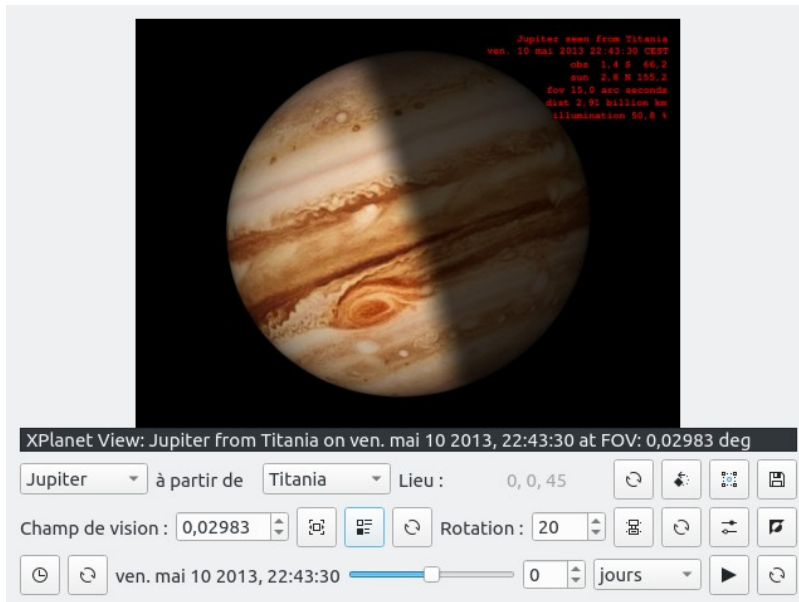 Jupiter seen from Titania
ven. 10 mai 2013 22:43:30 CEST
obs 1,4 S 66,2
sun 2,8 N 155,2
fov 15,0 arc seconds
dist 2,91 billion km
illumination 50,8 %
XPlanet View: Jupiter from Titania on ven. mai 10 2013, 22:43:30 at FOV: 0,02983 deg
Jupiter à partir de Titania Lieu : 0, 0, 45
Champ de vision : 0,02983 Rotation : 20
ven. mai 10 2013, 22:43:30 0 jours